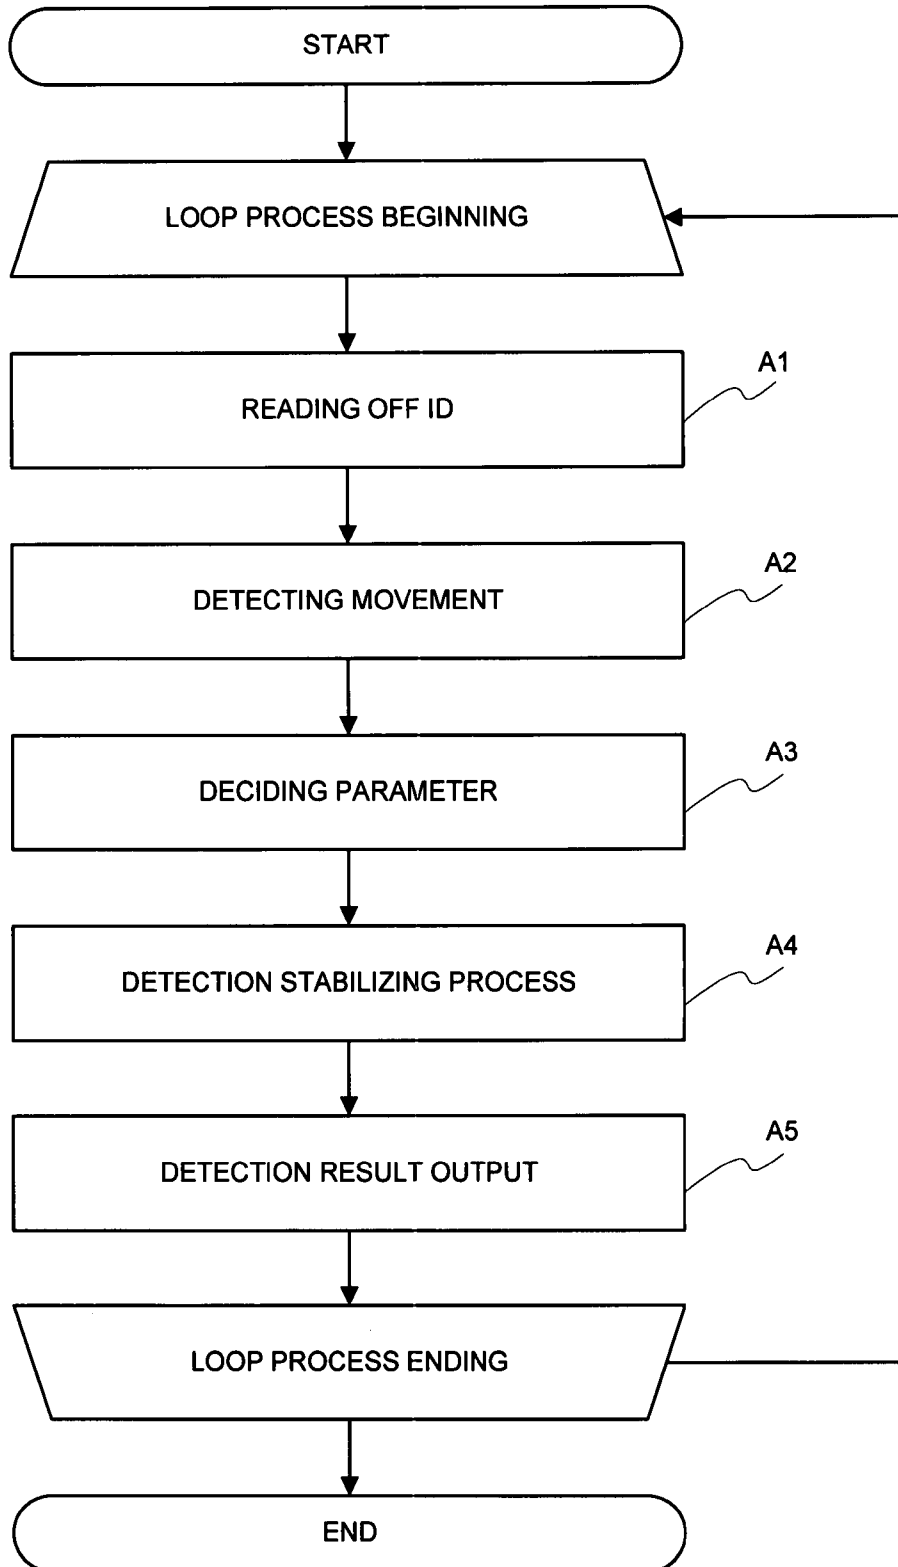 START
LOOP PROCESS BEGINNING
A1
READING OFF ID
A2
DETECTING MOVEMENT
A3
DECIDING PARAMETER
A4
DETECTION STABILIZING PROCESS
A5
DETECTION RESULT OUTPUT
LOOP PROCESS ENDING
END